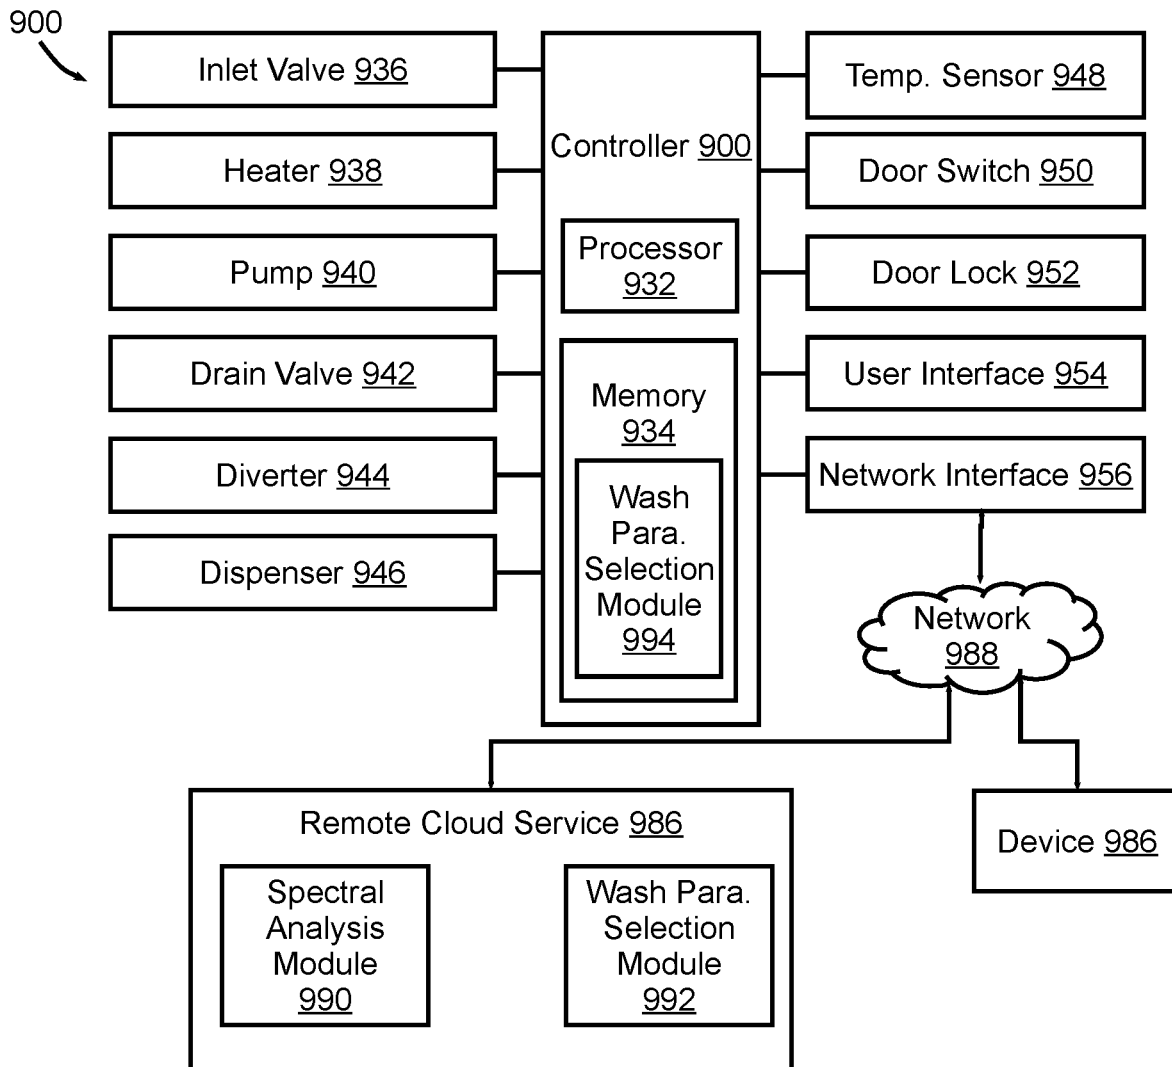 900
Inlet Valve 936
Heater 938
Pump 940
Drain Valve 942
Diverter 944
Dispenser 946
Controller 900
Processor
932
Memory
934
Wash
Para.
Selection
Module
994
Temp. Sensor 948
Door Switch 950
Door Lock 952
User Interface 954
Network Interface 956
Network
988
Remote Cloud Service 986
Spectral
Analysis
Module
990
Wash Para.
Selection
Module
992
Device 986